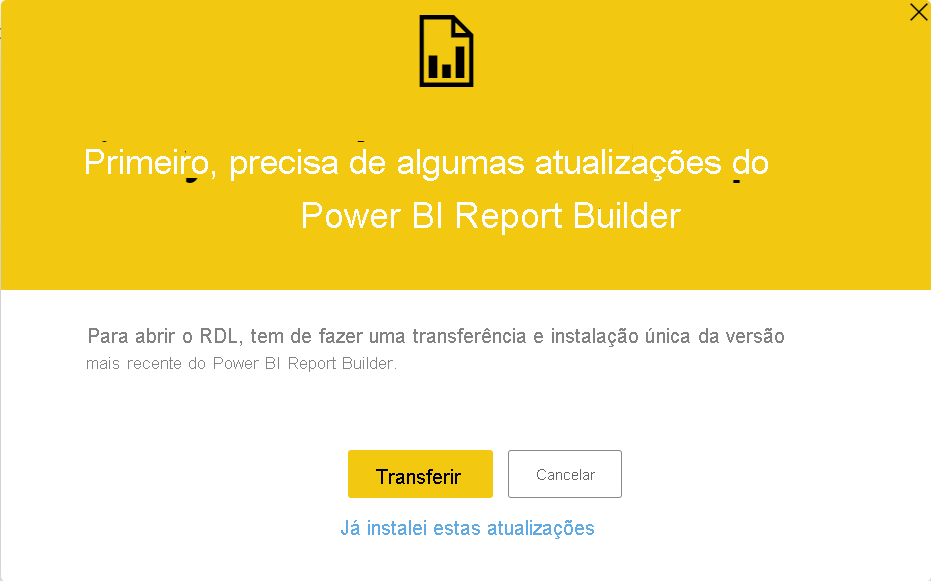 Primeiro, precisa de algumas atualizações do
Power BI Report Builder
Para abrir o RDL, tem de fazer uma transferência e instalação única da versão
mais recente do Power BI Report Builder.
Transferir
Cancelar
Já instalei estas atualizações